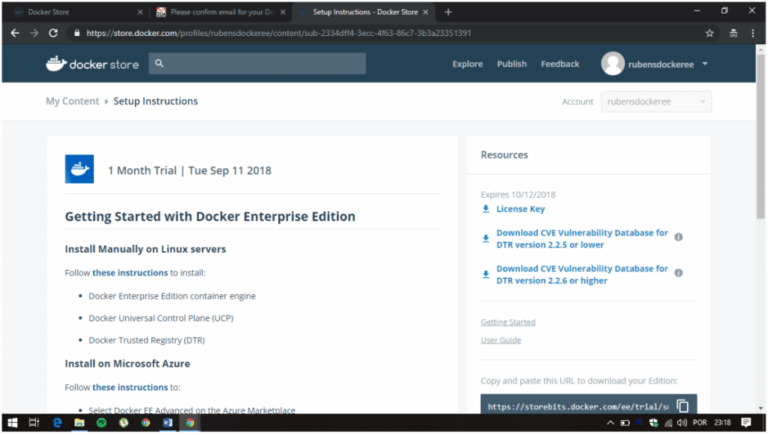 Docker Store
Please confirm email for your Do
Setup Instructions - Docker Store
https://store.docker.com/profiles/rubensdockeree/content/sub-2334dff4-3ecc-4f63-86c7-3b3a23351391
docker store
Explore Publish Feedback rubensdockeree
My Content Setup Instructions
Account rubensdockeree
1 Month Trial | Tue Sep 11 2018
Getting Started with Docker Enterprise Edition
Install Manually on Linux servers
Follow these instructions to install:
• Docker Enterprise Edition container engine
• Docker Universal Control Plane (UCP)
• Docker Trusted Registry (DTR)
Install on Microsoft Azure
Follow these instructions to:
• Select Docker EE Advanced on the Azure Marketplace
Resources
Expires 10/12/2018
License Key
Download CVE Vulnerability Database for
DTR version 2.2.5 or lower
Download CVE Vulnerability Database for
DTR version 2.2.6 or higher
Getting Started
User Guide
Copy and paste this URL to download your Edition:
https://storebits.docker.com/ee/trial/su
POR 23:18